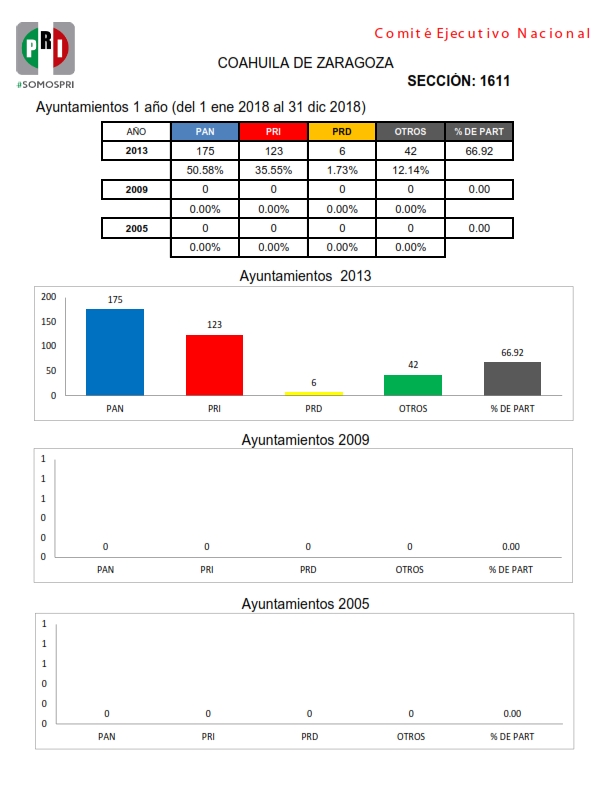 Comité Ejecutivo Nacional
PRI
#SOMOSPRI
COAHUILA DE ZARAGOZA
SECCIÓN: 1611
Ayuntamientos 1 año (del 1 ene 2018 al 31 dic 2018)
AÑO PAN PRI PRD OTROS % DE PART
2013 175 123 6 42 66.92
50.58% 35.55% 1.73% 12.14%
2009 0 0 0 0 0.00
0.00% 0.00% 0.00% 0.00%
2005 0 0 0 0 0.00
0.00% 0.00% 0.00% 0.00%
Ayuntamientos 2013
200
150
100
50
0
175
123
6
42
66.92
PAN PRI PRD OTROS % DE PART
Ayuntamientos 2009
1
1
1
0
0
0
0 0 0 0 0.00
PAN PRI PRD OTROS % DE PART
Ayuntamientos 2005
1
1
1
0
0
0
0 0 0 0 0.00
PAN PRI PRD OTROS % DE PART